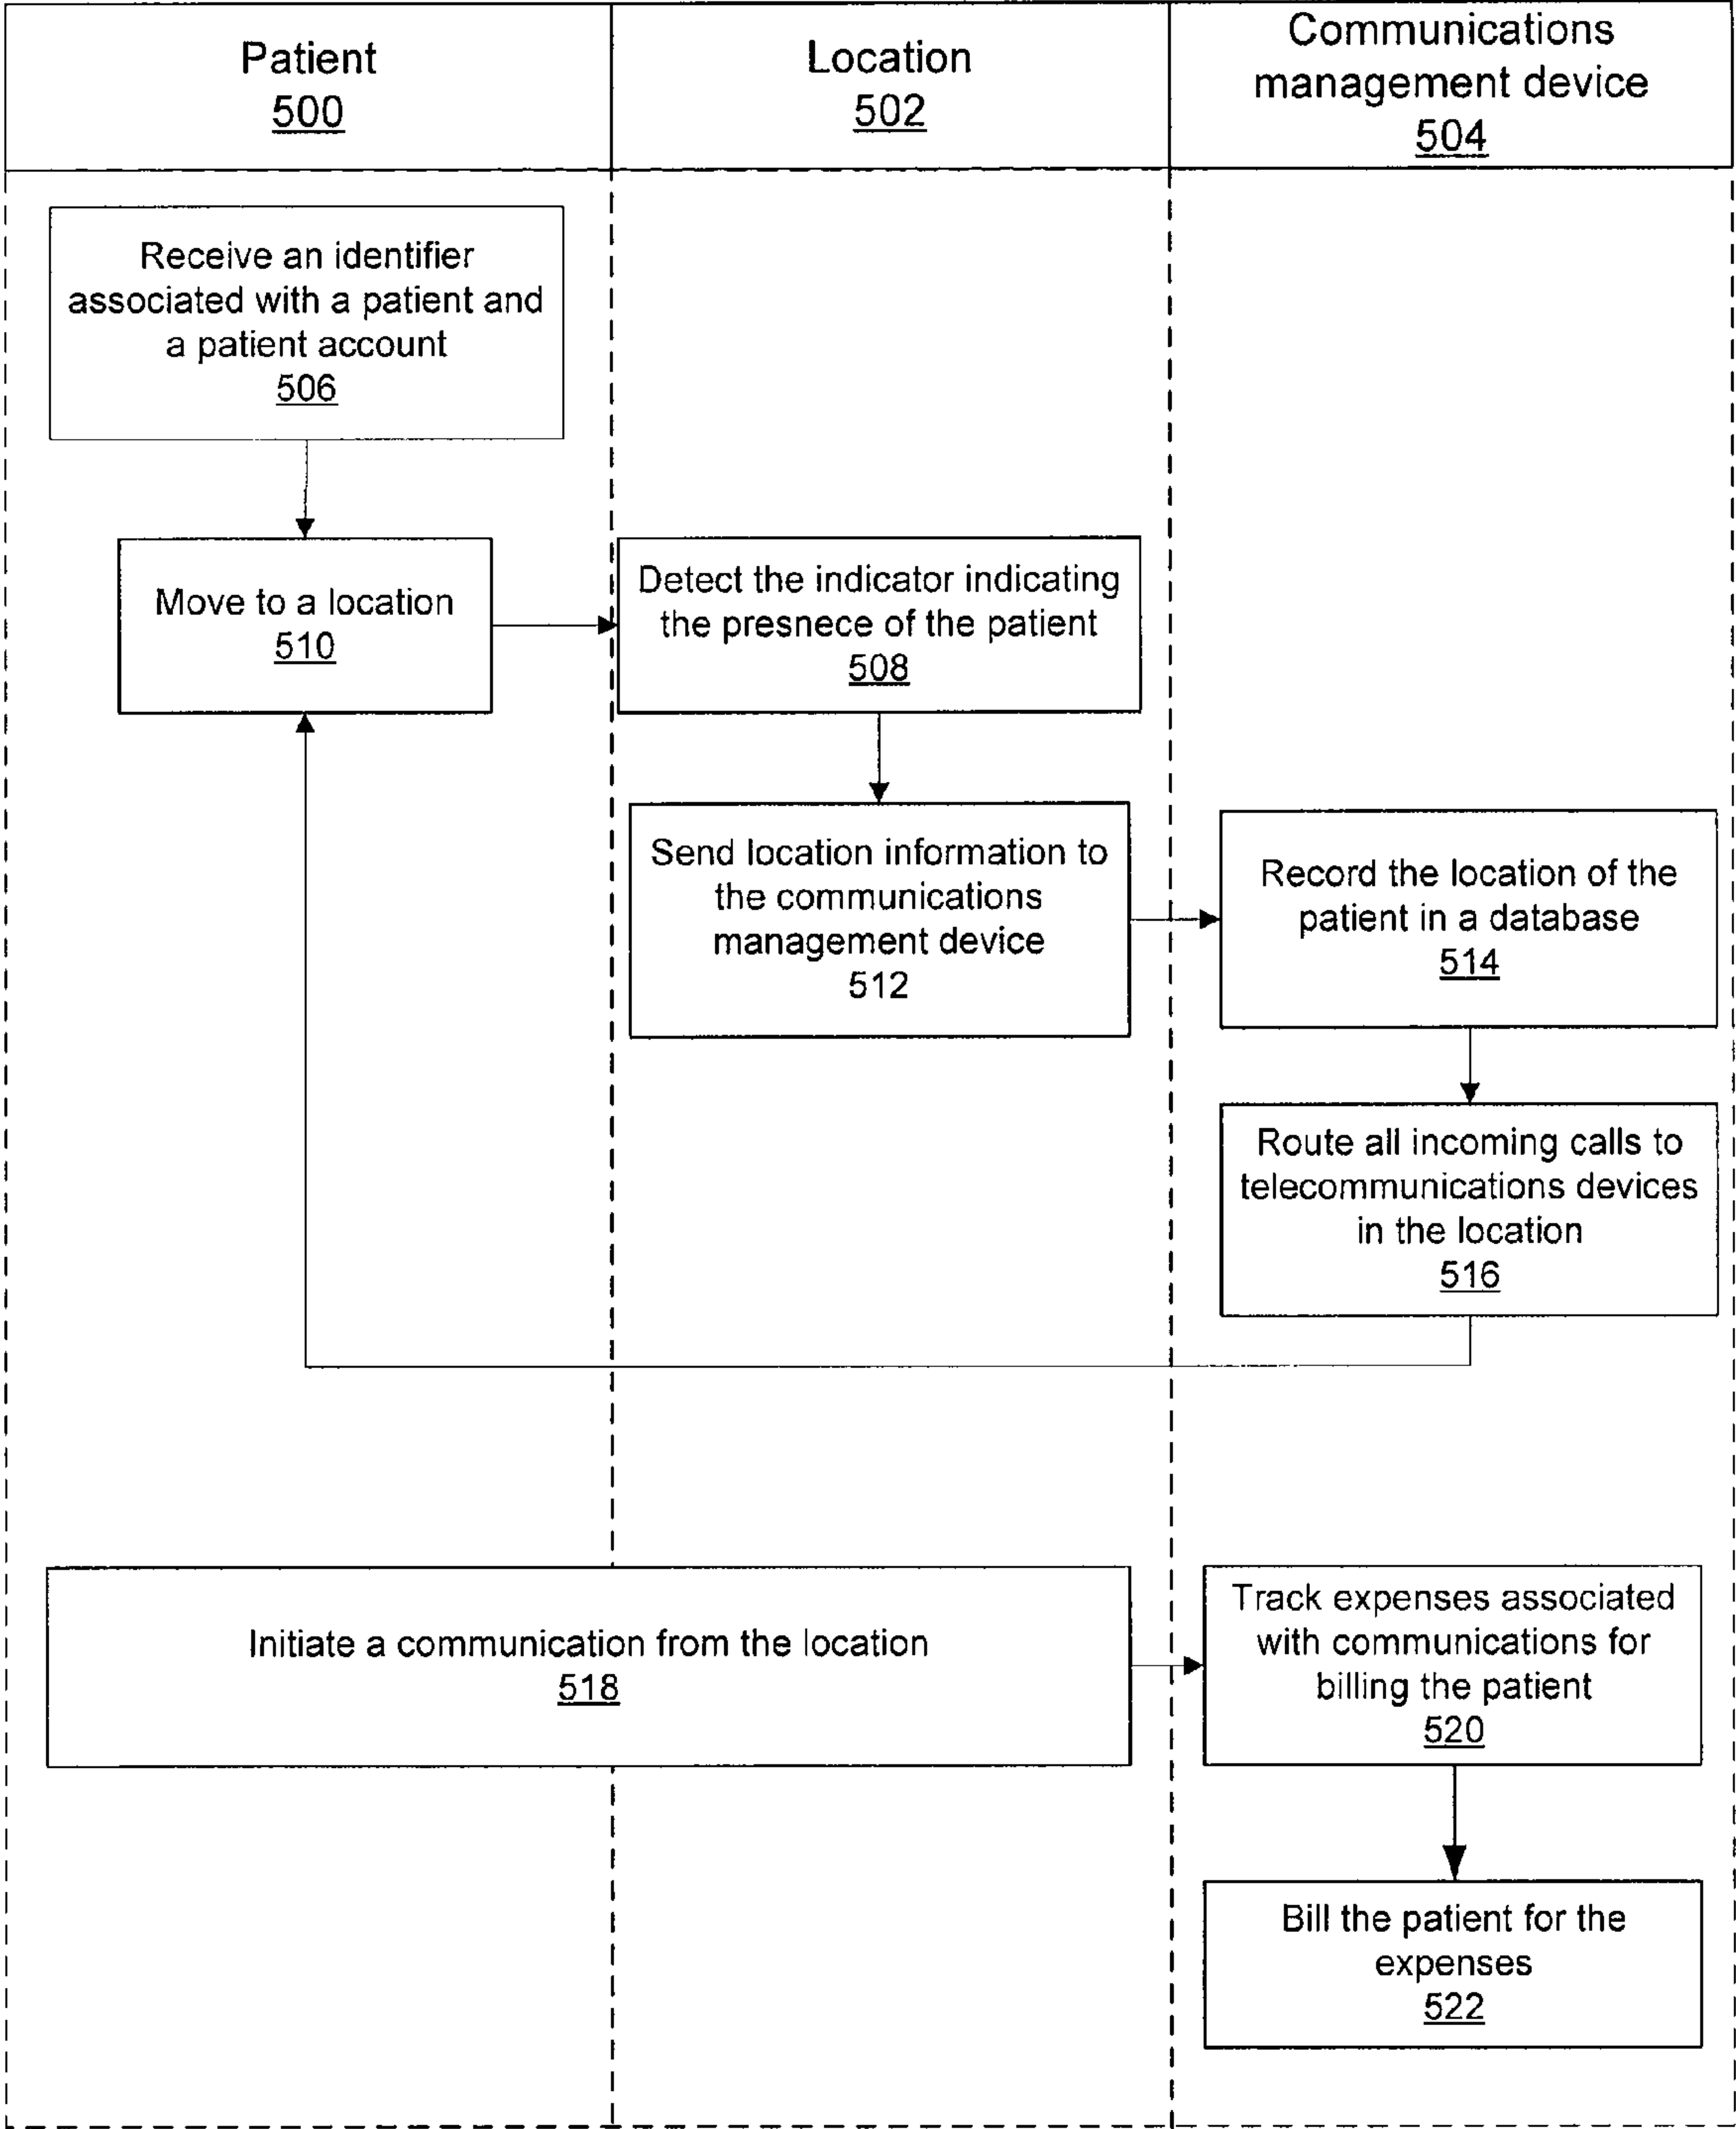 Patient
500
Location
502
Communications
management device
504
Receive an identifier
associated with a patient and
a patient account
506
Move to a location
510
Detect the indicator indicating
the presnece of the patient
508
Send location information to
the communications
management device
512
Record the location of the
patient in a database
514
Route all incoming calls to
telecommunications devices
in the location
516
Initiate a communication from the location
518
Track expenses associated
with communications for
billing the patient
520
Bill the patient for the
expenses
522